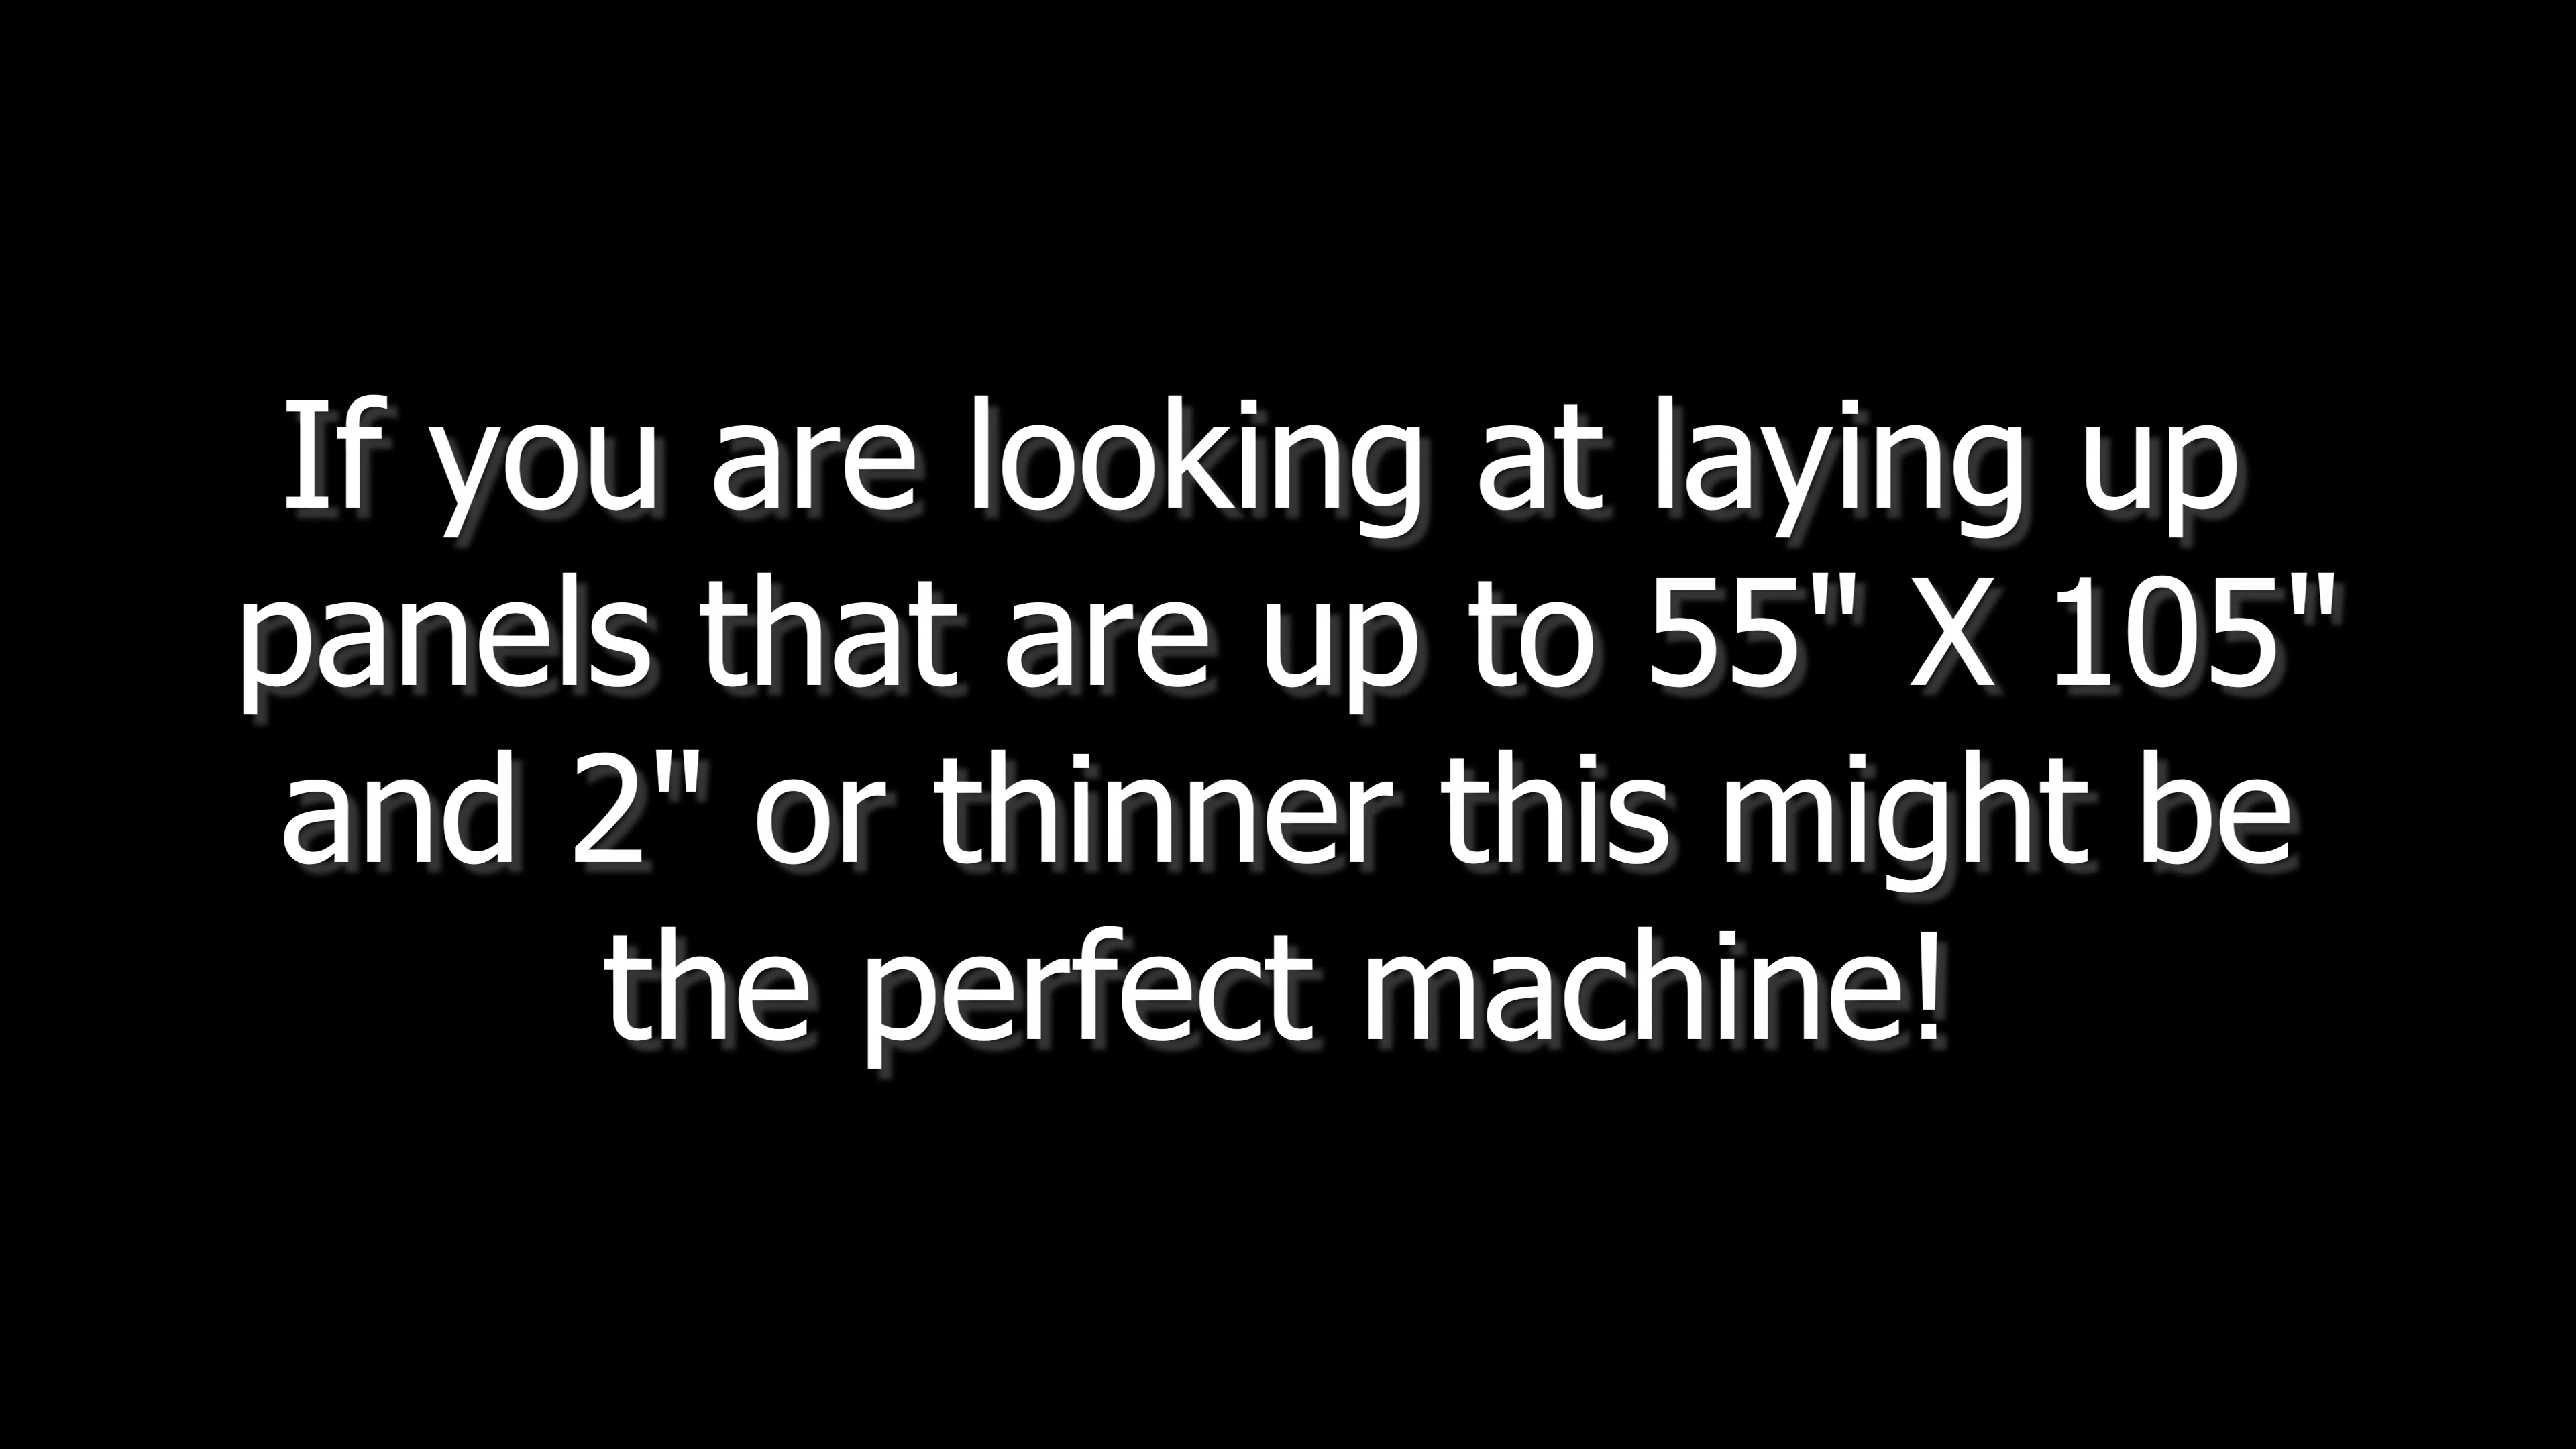 If you are looking at laying up
panels that are up to 55" X 105"
and 2" or thinner this might be
the perfect machine!